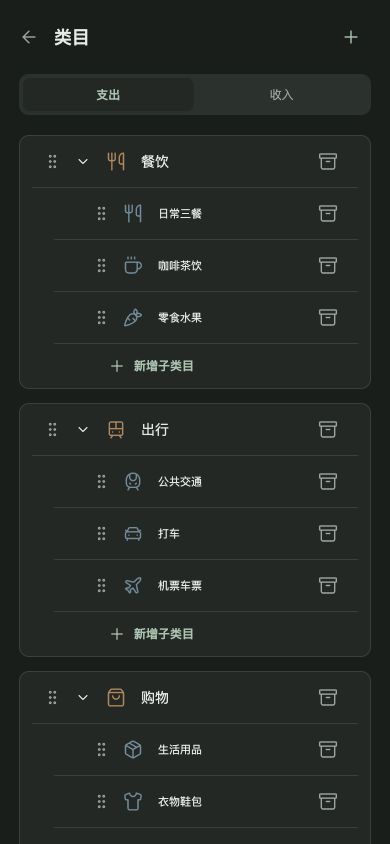 类目
支出
收入
餐饮
日常三餐
咖啡茶饮
零食水果
新增子类目
出行
公共交通
打车
机票车票
新增子类目
购物
生活用品
衣物鞋包